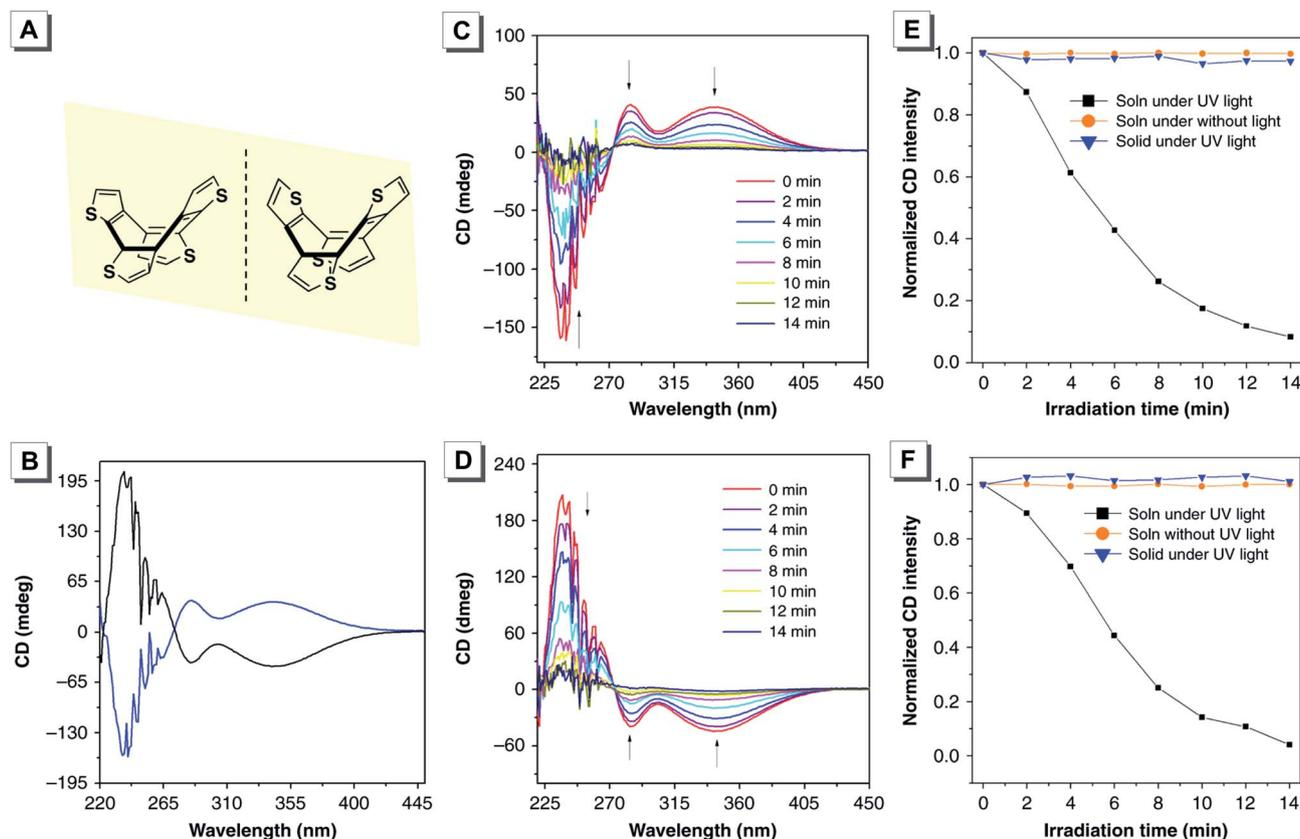 A
S
S
S
S
S
S
S
S
B
CD (mdeg)
195
130
65
0
−65
−130
−195
220
265
310
355
400
445
Wavelength (nm)
C
CD (mdeg)
100
50
0
−50
−100
−150
0 min
2 min
4 min
6 min
8 min
10 min
12 min
14 min
225
270
315
360
405
450
Wavelength (nm)
D
CD (dmeg)
240
180
120
60
0
−60
0 min
2 min
4 min
6 min
8 min
10 min
12 min
14 min
225
270
315
360
405
450
Wavelength (nm)
E
Normalized CD intensity
1.0
0.8
0.6
0.4
0.2
0.0
Soln under UV light
Soln under without light
Solid under UV light
0
2
4
6
8
10
12
14
Irradiation time (min)
F
Normalized CD intensity
1.0
0.8
0.6
0.4
0.2
0.0
Soln under UV light
Soln without UV light
Solid under UV light
0
2
4
6
8
10
12
14
Irradiation time (min)